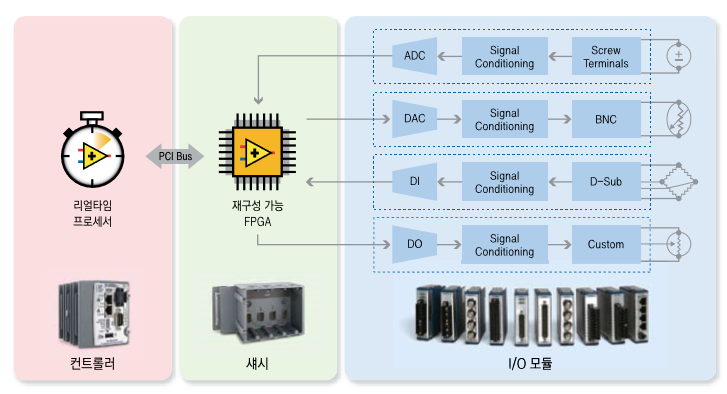 리얼타임
프로세서
컨트롤러
PCI Bus
재구성 가능
FPGA
섀시
ADC
Signal
Conditioning
Screw
Terminals
DAC
Signal
Conditioning
BNC
DI
Signal
Conditioning
D-Sub
DO
Signal
Conditioning
Custom
I/O 모듈